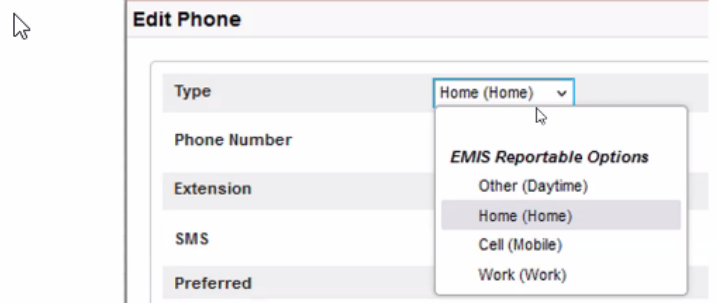 Edit Phone
Type
Home (Home)
Phone Number
EMIS Reportable Options
Other (Daytime)
Extension
Home (Home)
SMS
Cell (Mobile)
Work (Work)
Preferred